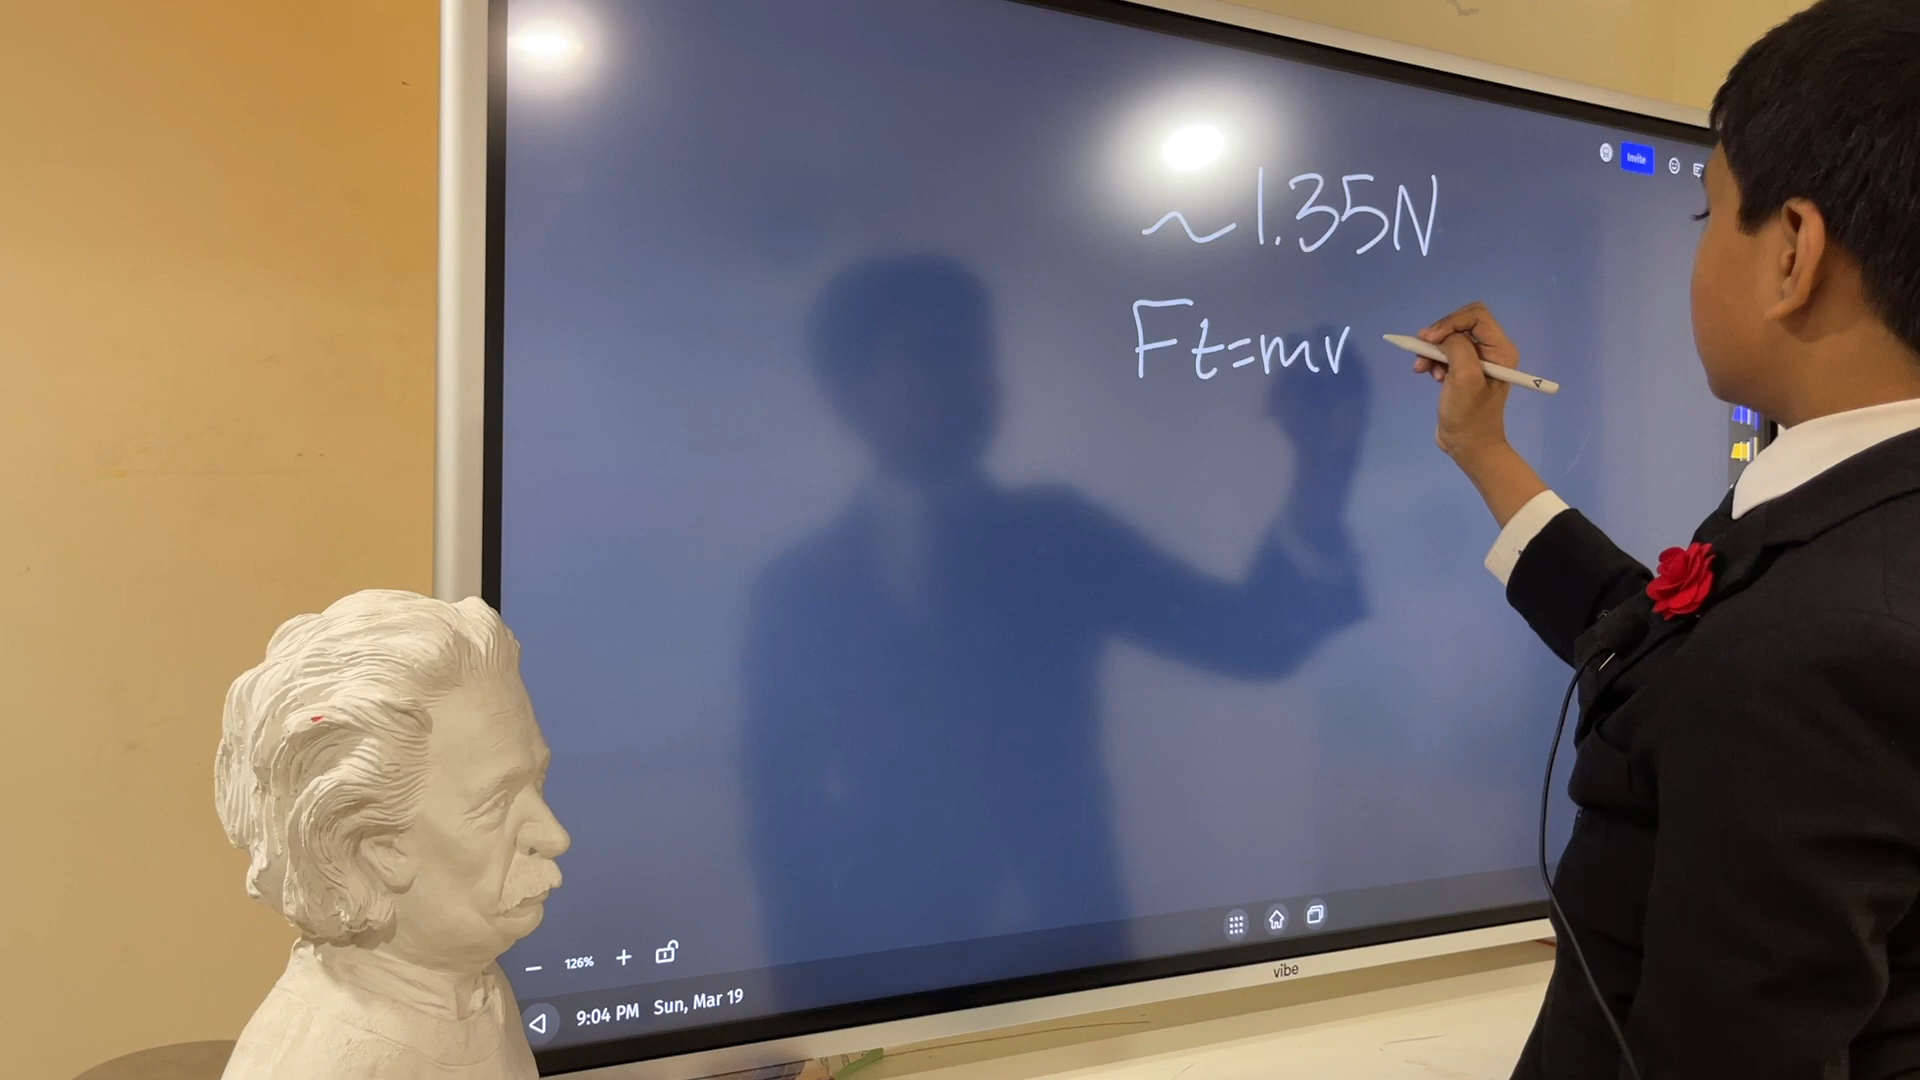 Invite
~1.35N
Ft=mv
126%
vibe
9:04 PM Sun, Mar 19